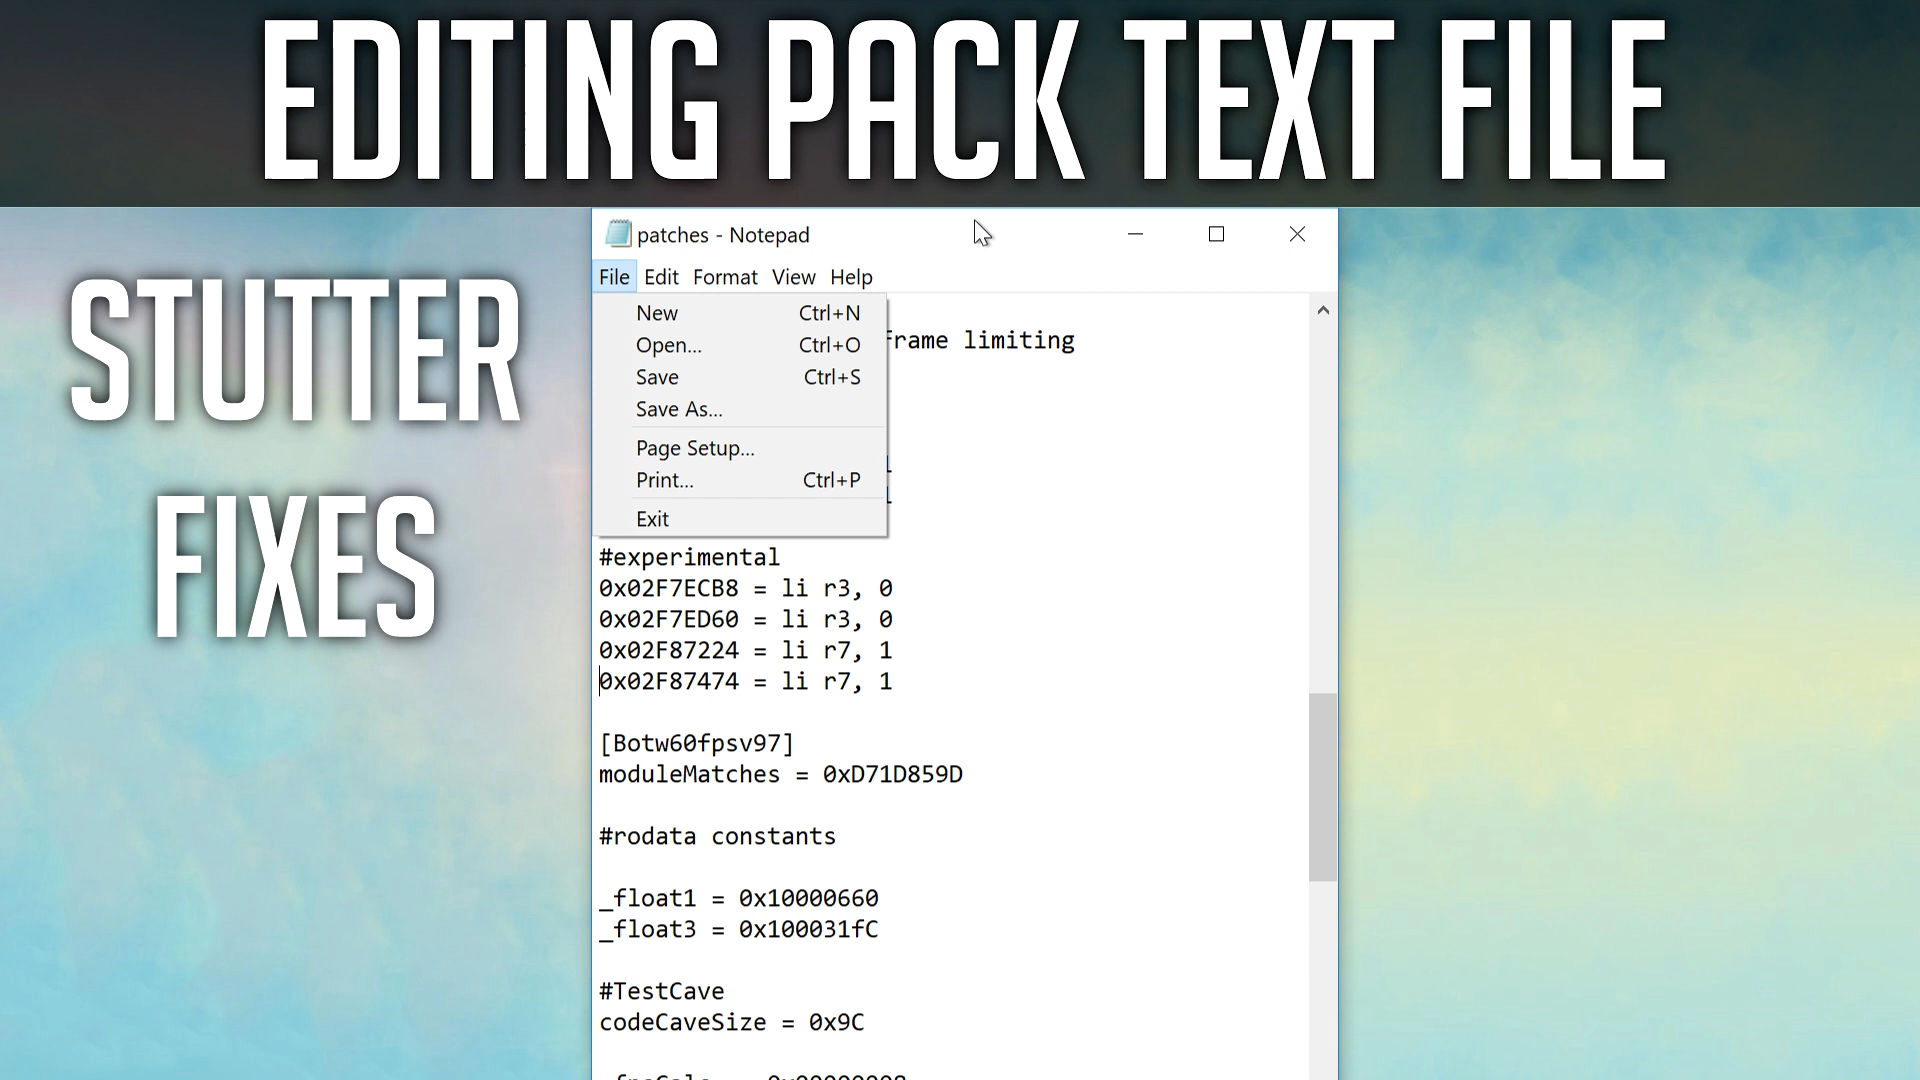 EDITING PACK TEXT FILE
STUTTER
FIXES
patches - Notepad
File Edit Format View Help
New Ctrl+N
Open... Ctrl+O
Save Ctrl+S
Save As...
Page Setup...
Print... Ctrl+P
Exit
frame limiting
#experimental
0x02F7ECB8 = li r3, 0
0x02F7ED60 = li r3, 0
0x02F87224 = li r7, 1
0x02F87474 = li r7, 1
[Botw60fpsv97]
moduleMatches = 0xD71D859D
#rodata constants
_float1 = 0x10000660
_float3 = 0x100031fC
#TestCave
codeCaveSize = 0x9C